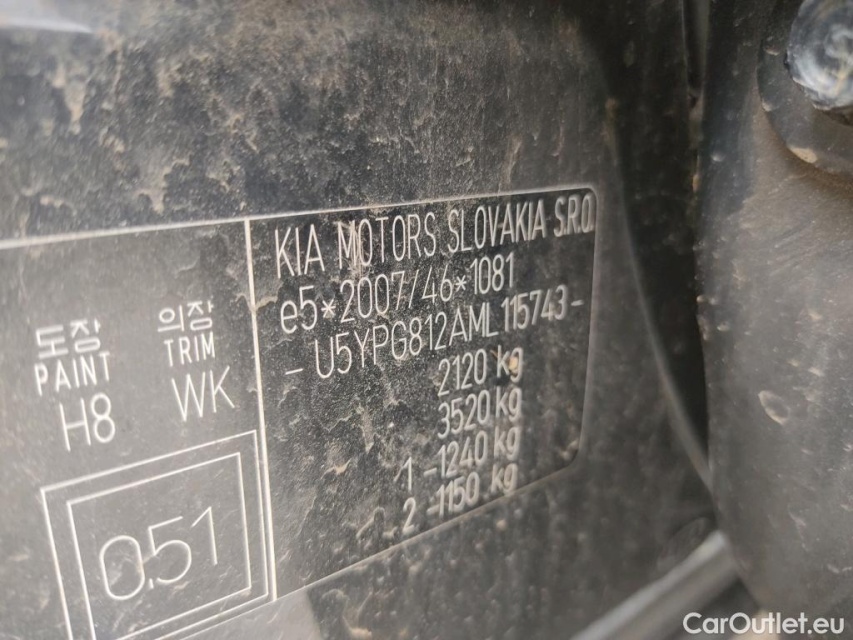 도장
PAINT
H8
의장
TRIM
WK
0.51
KIA MOTORS SLOVAKIA S.R.O.
e5*2007/46*1081
- U5YPG812AML115743 -
2120 kg
3520 kg
1 -1240 kg
2 -1150 kg
CarOutlet.eu